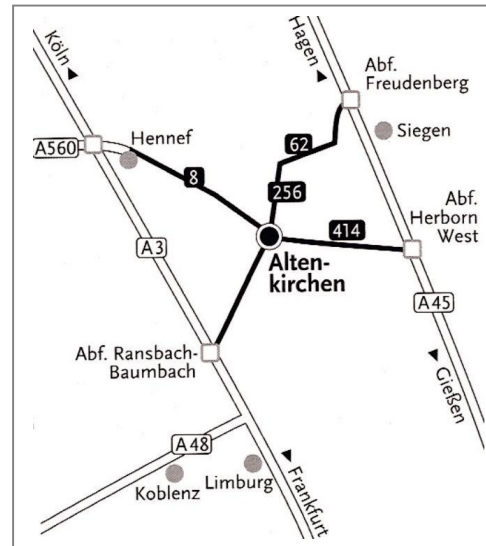 Köln
Hagen
Abf.
Freudenberg
Siegen
A560
Hennef
62
8
256
Abf.
Herborn
West
414
A3
Alten-
kirchen
A45
Abf. Ransbach-
Baumbach
Gießen
A48
Koblenz
Limburg
Frankfurt